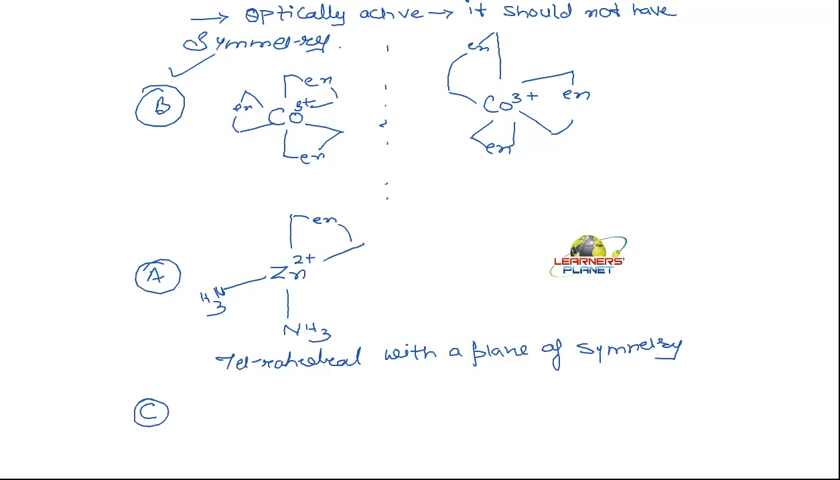 → Optically active → it should not have
Symmetry.
B
en
en
Co3+
en
en
Co3+
en
en
A
en
Zn2+
H3N
NH3
LEARNERS'
PLANET
Tetrahedral with a plane of symmetry
C